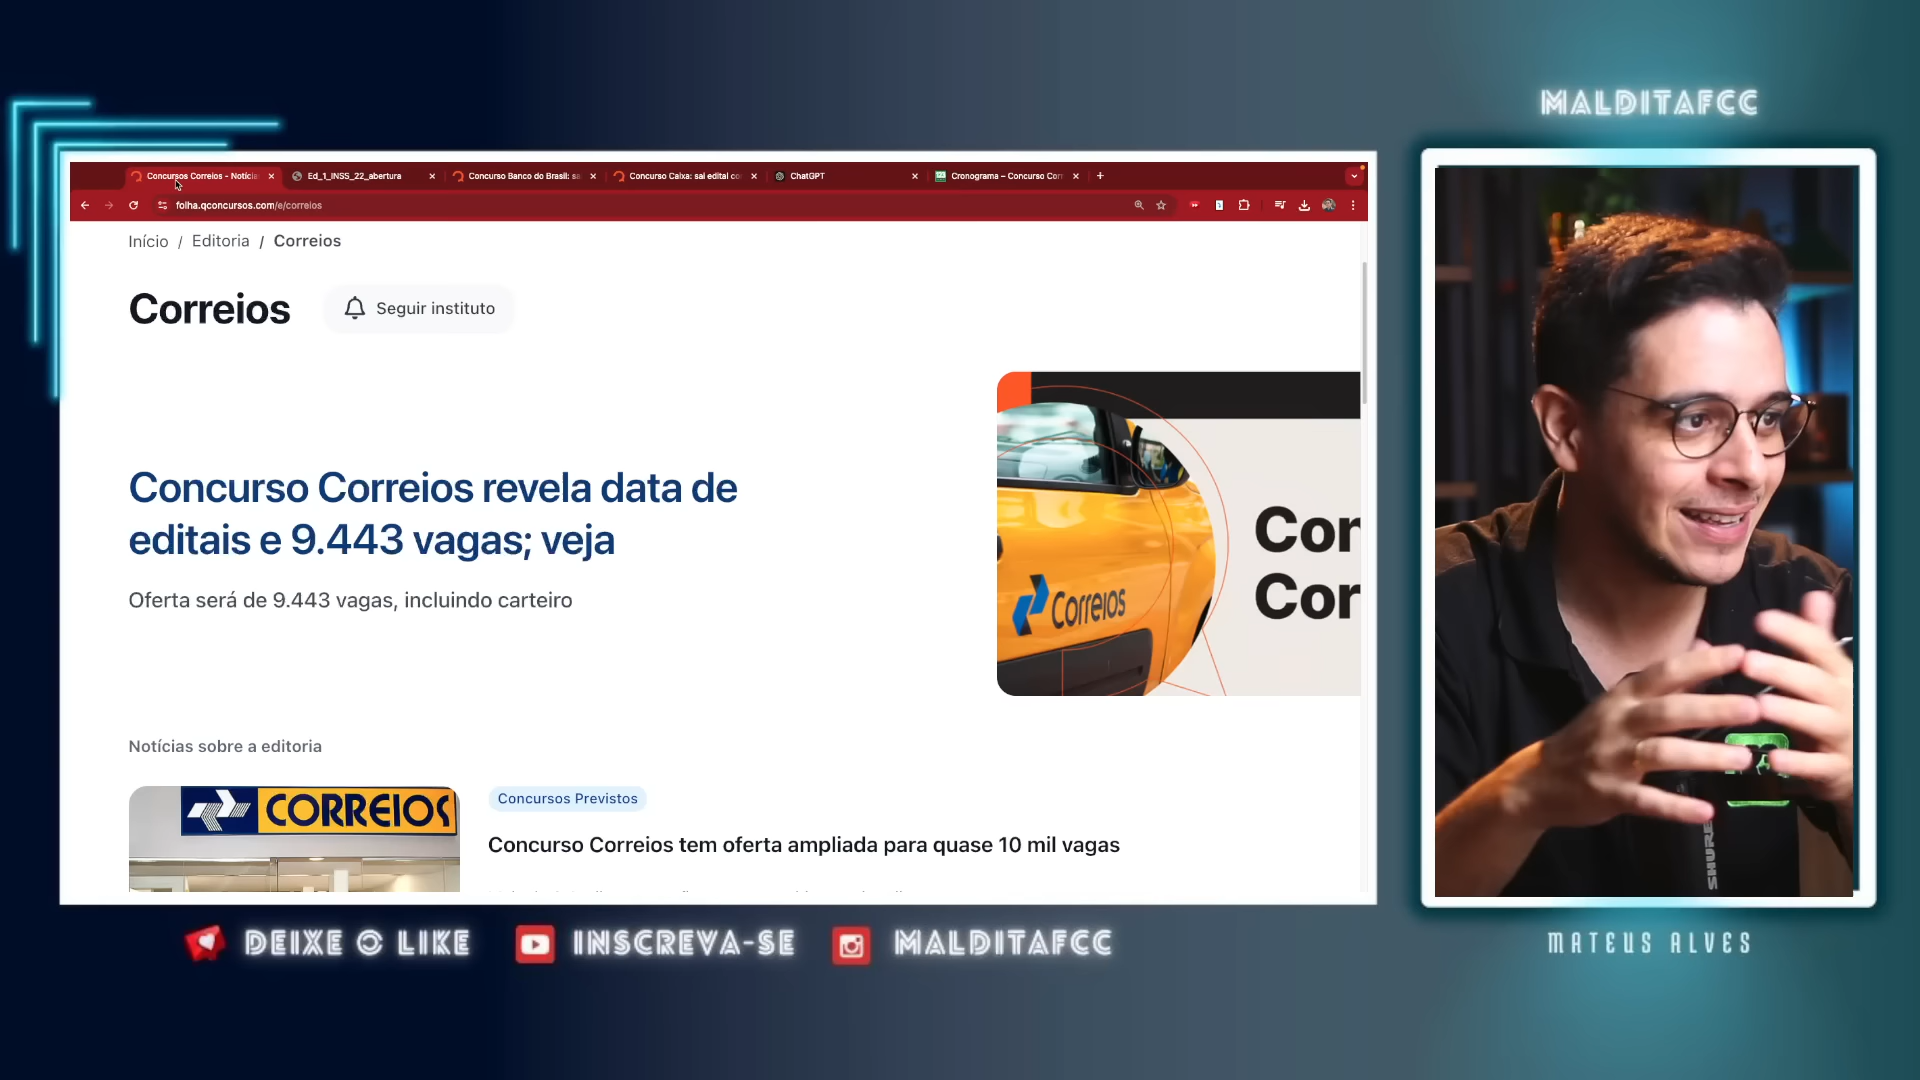 MALDITAFCC
Concursos Correios - Notícia
Ed_1_INSS_22_abertura
Concurso Banco do Brasil: sa
Concurso Caixa: sai edital co
ChatGPT
Cronograma – Concurso Corr
folha.qconcursos.com/e/correios
Início / Editoria / Correios
Correios
Seguir instituto
Concurso Correios revela data de
editais e 9.443 vagas; veja
Oferta será de 9.443 vagas, incluindo carteiro
Correios
Con
Cor
Notícias sobre a editoria
CORREIOS
Concursos Previstos
Concurso Correios tem oferta ampliada para quase 10 mil vagas
SHURE
DEIXE O LIKE
INSCREVA-SE
MALDITAFCC
MATEUS ALVES